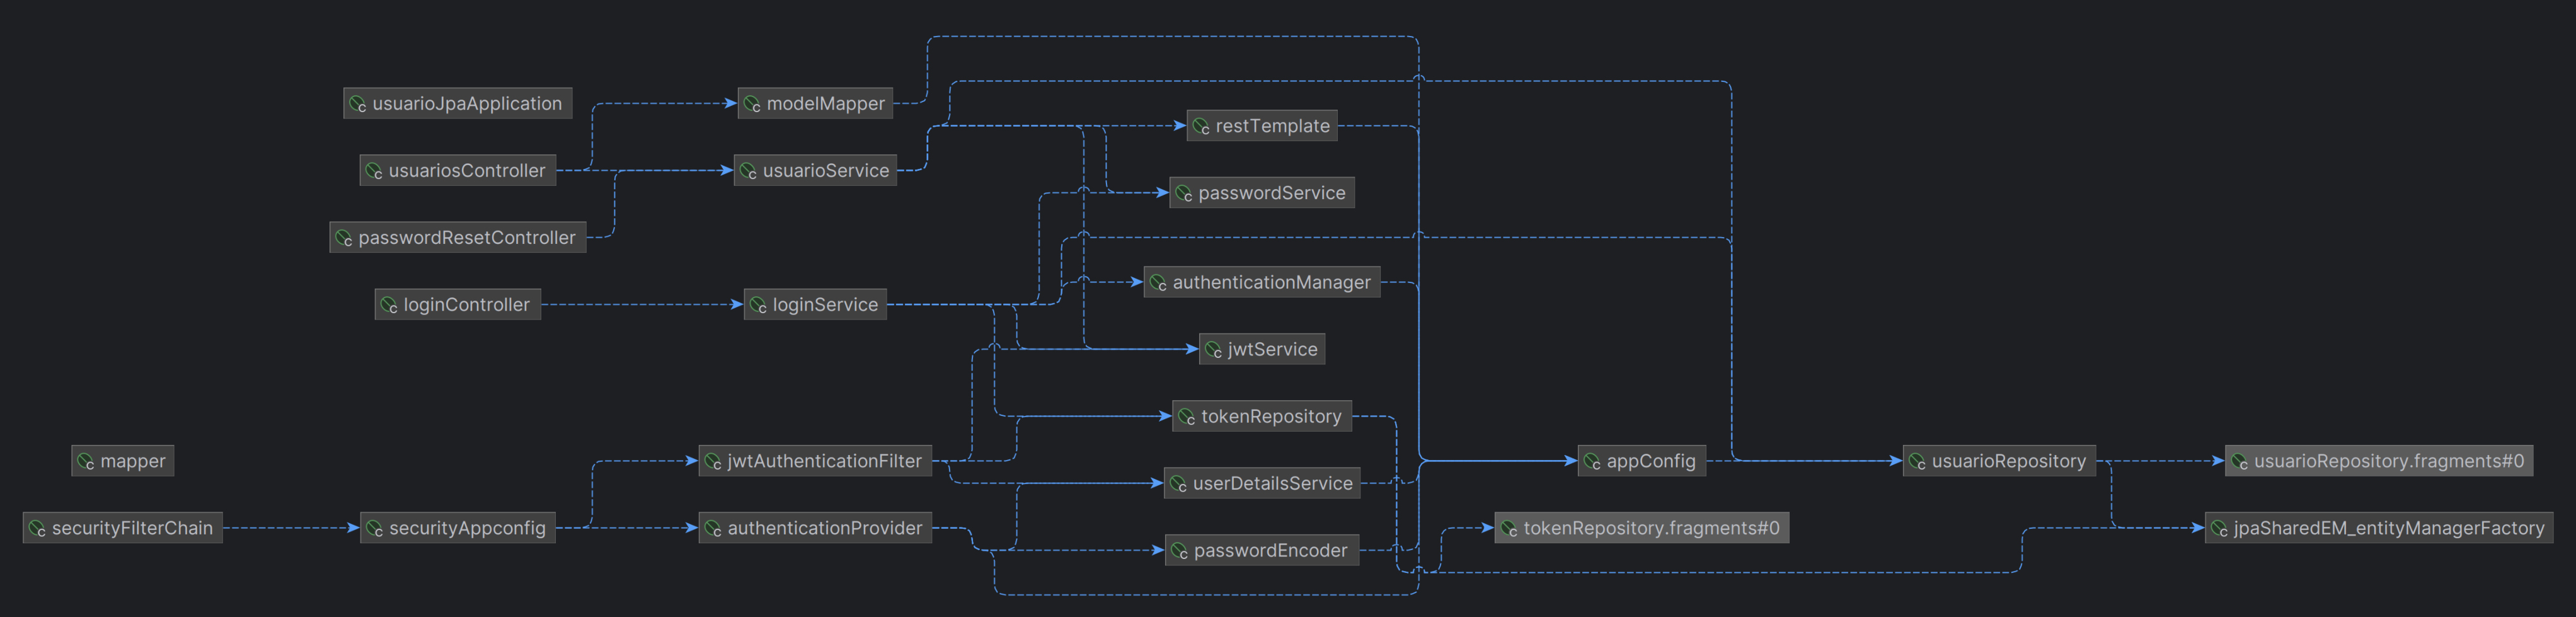 usuarioJpaApplication
modelMapper
restTemplate
usuariosController
usuarioService
passwordService
passwordResetController
authenticationManager
loginController
loginService
jwtService
tokenRepository
mapper
jwtAuthenticationFilter
userDetailsService
appConfig
usuarioRepository
usuarioRepository.fragments#0
securityFilterChain
securityAppconfig
authenticationProvider
passwordEncoder
tokenRepository.fragments#0
jpaSharedEM_entityManagerFactory